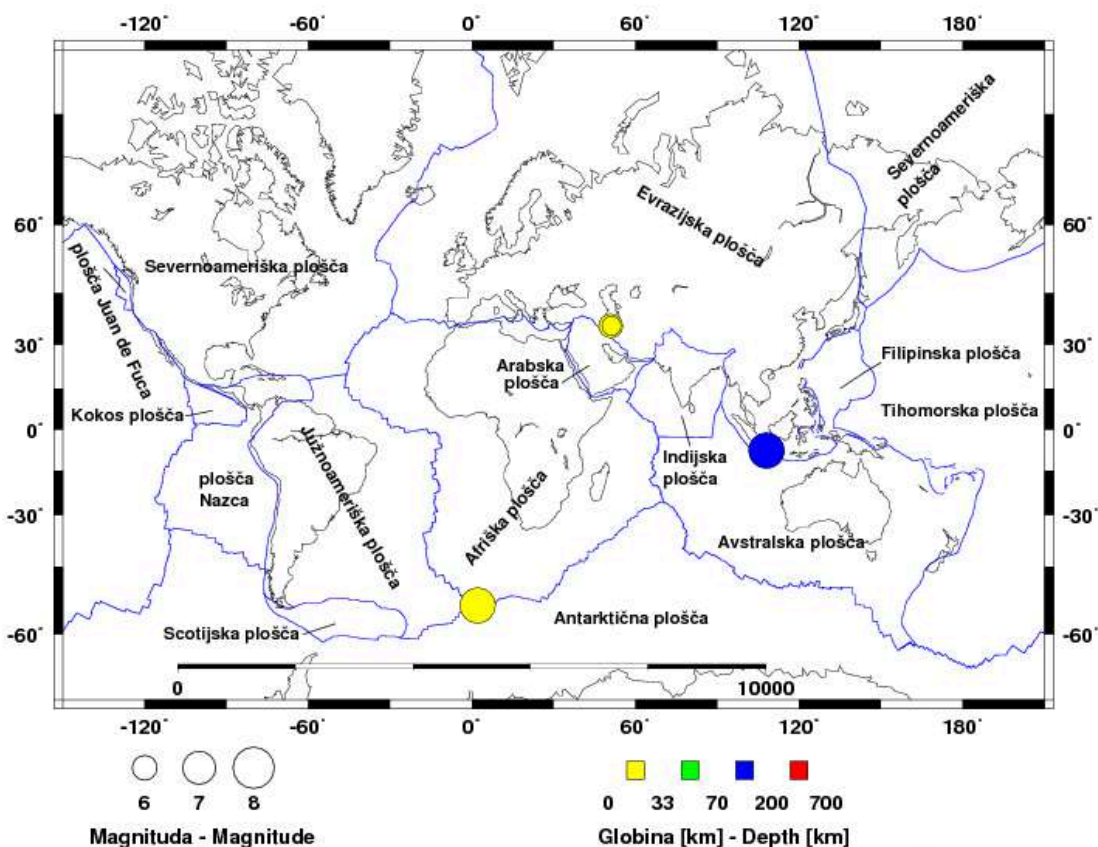 -120˚ -60˚ 0˚ 60˚ 120˚ 180˚
Severnoameriška
plošča
Evrazijska plošča
60˚ 60˚
Severnoameriška plošča
plošča Juan de Fuca
30˚ 30˚
Filipinska plošča
Arabska
plošča
Kokos plošča
Tihomorska plošča
0˚ 0˚
Južnoameriška plošča
Indijska
plošča
plošča
Nazca
Afriška plošča
-30˚ -30˚
Avstralska plošča
Antarktična plošča
Scotijska plošča
-60˚ -60˚
0 10000
-120˚ -60˚ 0˚ 60˚ 120˚ 180˚
6 7 8
0 33 70 200 700
Magnituda - Magnitude
Globina [km] - Depth [km]